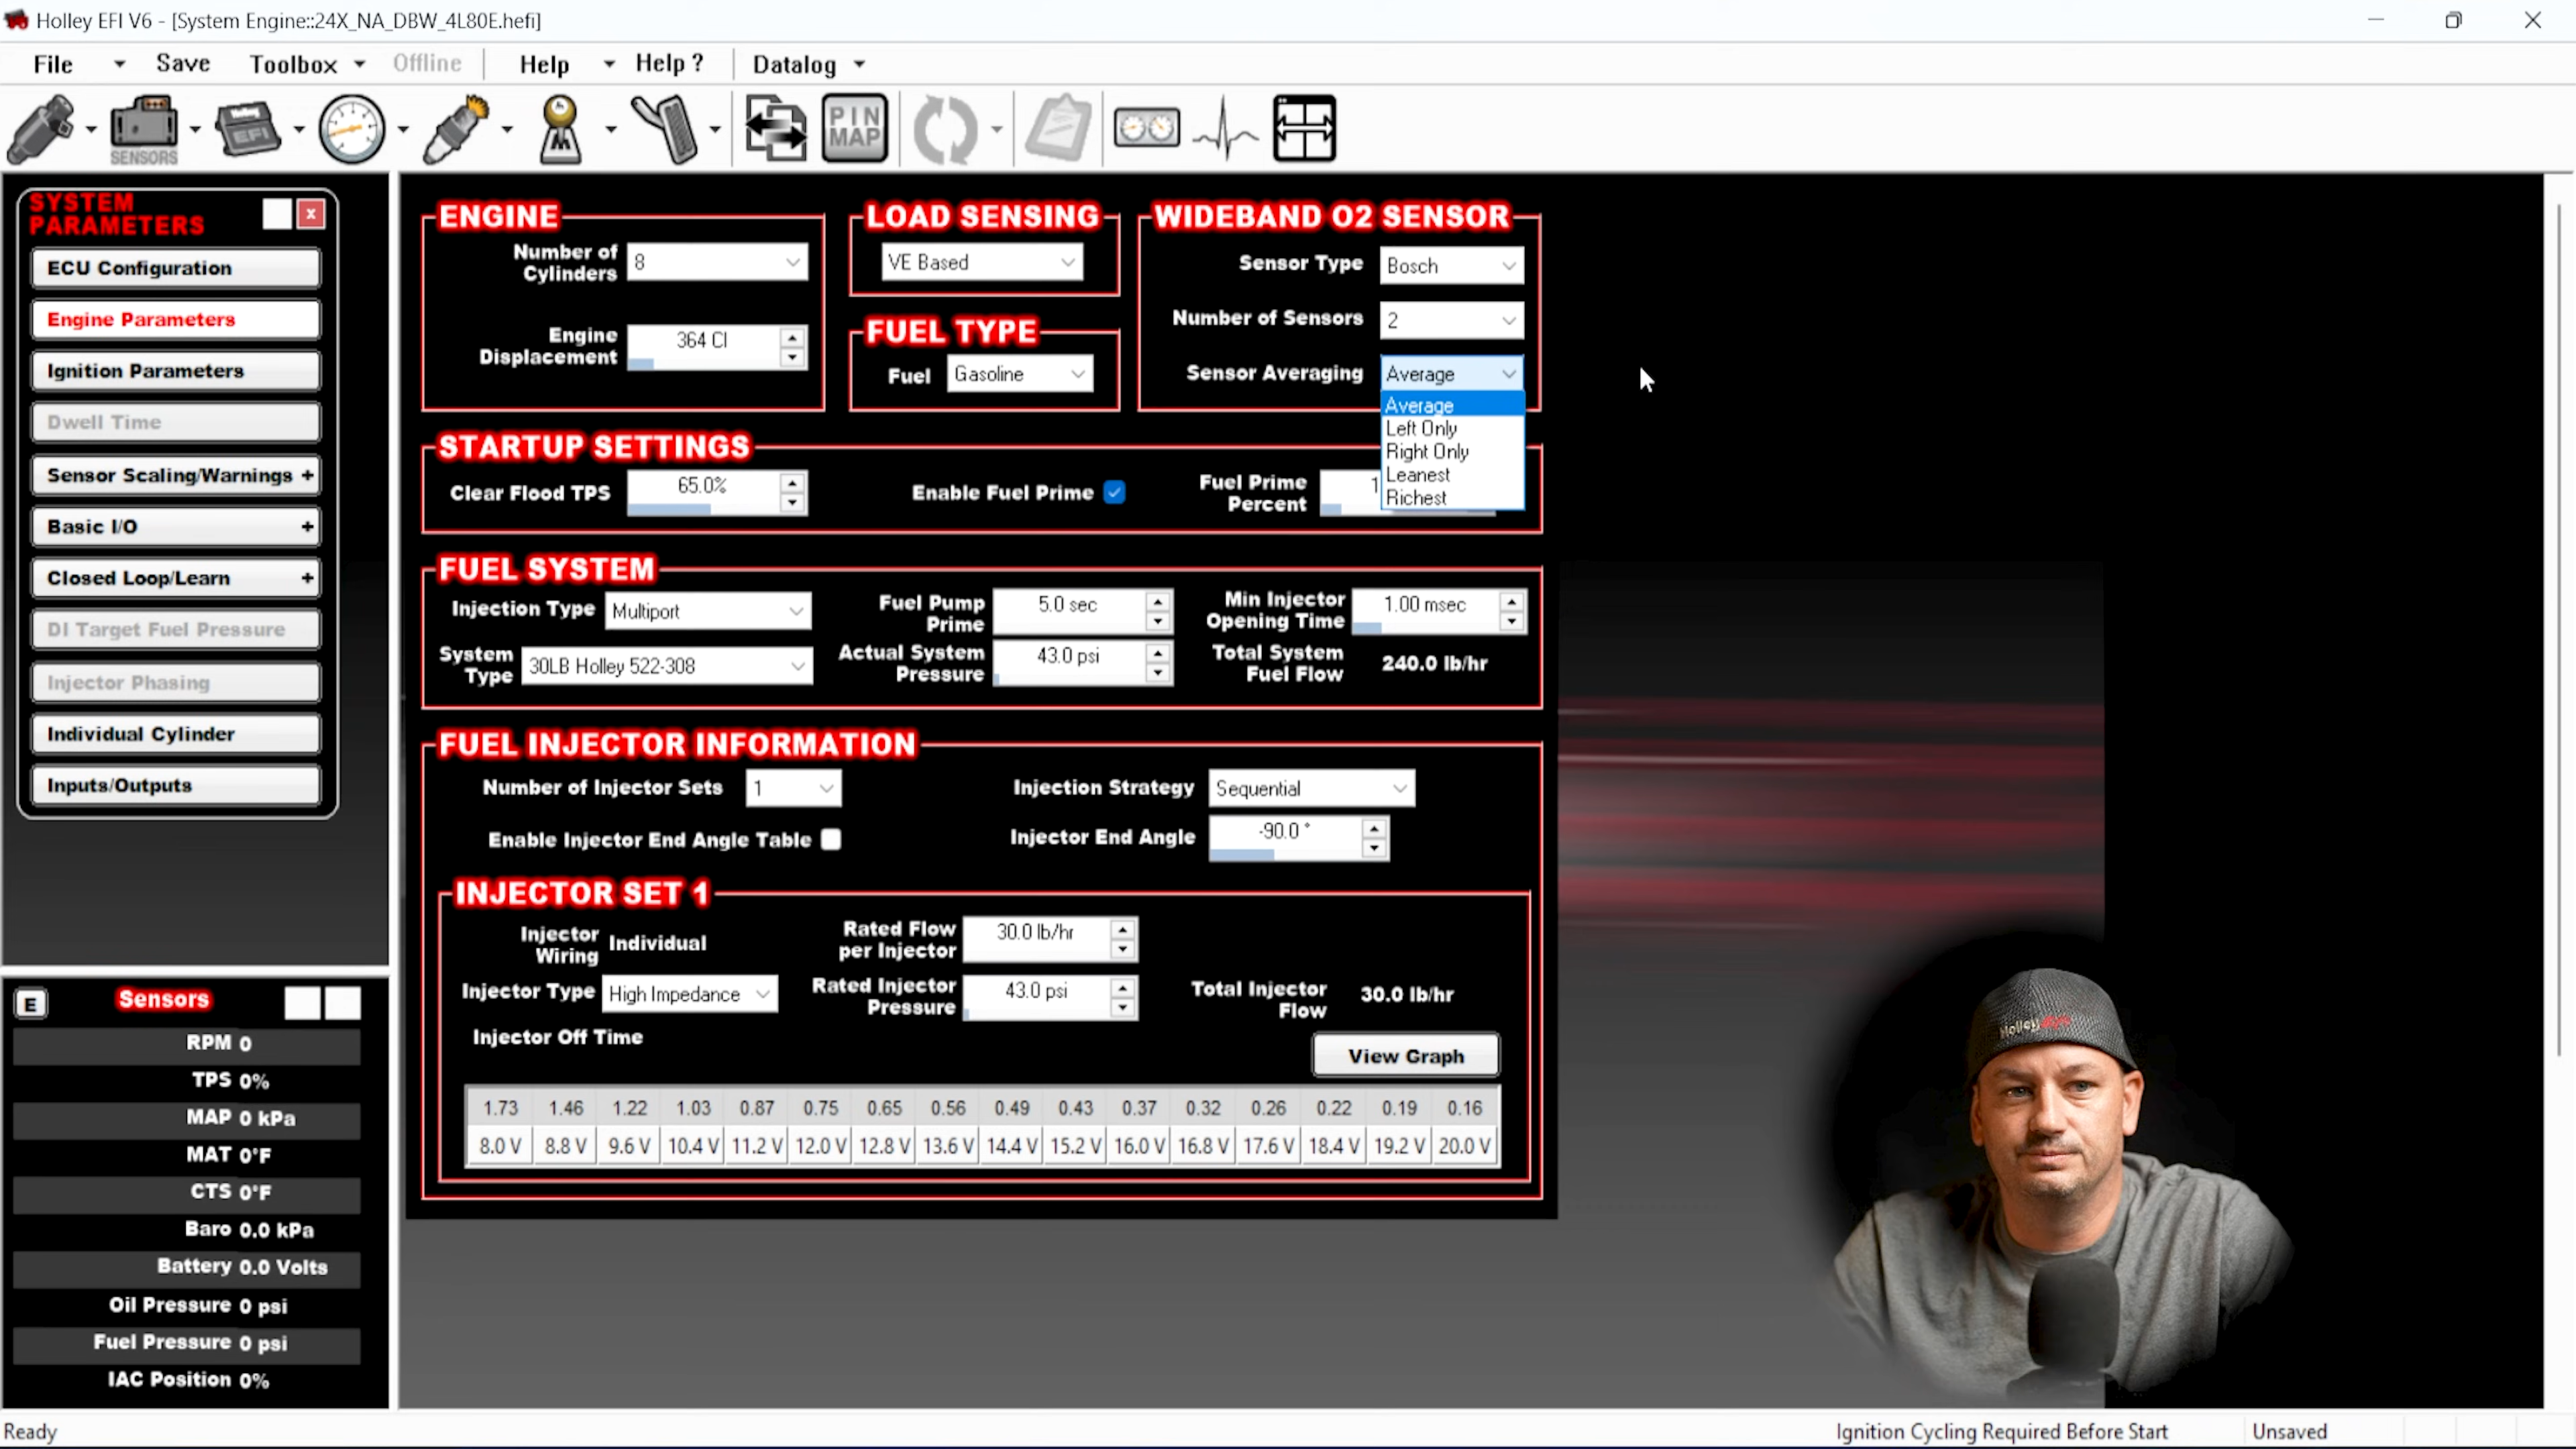 Holley EFI V6 - [System Engine::24X_NA_DBW_4L80E.hefi]
File Save Toolbox Offline Help Help ? Datalog
SENSORS
EFI
PIN
MAP
SYSTEM
PARAMETERS
x
ECU Configuration
Engine Parameters
Ignition Parameters
Dwell Time
Sensor Scaling/Warnings +
Basic I/O +
Closed Loop/Learn +
DI Target Fuel Pressure
Injector Phasing
Individual Cylinder
Inputs/Outputs
E Sensors
RPM 0
TPS 0%
MAP 0 kPa
MAT 0°F
CTS 0°F
Baro 0.0 kPa
Battery 0.0 Volts
Oil Pressure 0 psi
Fuel Pressure 0 psi
IAC Position 0%
ENGINE
Number of
Cylinders
8
Engine
Displacement
364 CI
LOAD SENSING
VE Based
FUEL TYPE
Fuel Gasoline
WIDEBAND O2 SENSOR
Sensor Type Bosch
Number of Sensors 2
Sensor Averaging Average
Average
Left Only
Right Only
Leanest
Richest
STARTUP SETTINGS
Clear Flood TPS 65.0%
Enable Fuel Prime
Fuel Prime
Percent
1
FUEL SYSTEM
Injection Type Multiport
System
Type
30LB Holley 522-308
Fuel Pump
Prime
5.0 sec
Actual System
Pressure
43.0 psi
Min Injector
Opening Time
1.00 msec
Total System
Fuel Flow
240.0 lb/hr
FUEL INJECTOR INFORMATION
Number of Injector Sets 1
Injection Strategy Sequential
Enable Injector End Angle Table
Injector End Angle -90.0 °
INJECTOR SET 1
Injector
Wiring
Individual
Rated Flow
per Injector
30.0 lb/hr
Injector Type High Impedance
Rated Injector
Pressure
43.0 psi
Total Injector
Flow
30.0 lb/hr
Injector Off Time
View Graph
1.73 1.46 1.22 1.03 0.87 0.75 0.65 0.56 0.49 0.43 0.37 0.32 0.26 0.22 0.19 0.16
8.0 V 8.8 V 9.6 V 10.4 V 11.2 V 12.0 V 12.8 V 13.6 V 14.4 V 15.2 V 16.0 V 16.8 V 17.6 V 18.4 V 19.2 V 20.0 V
Holley
Ready
Ignition Cycling Required Before Start
Unsaved